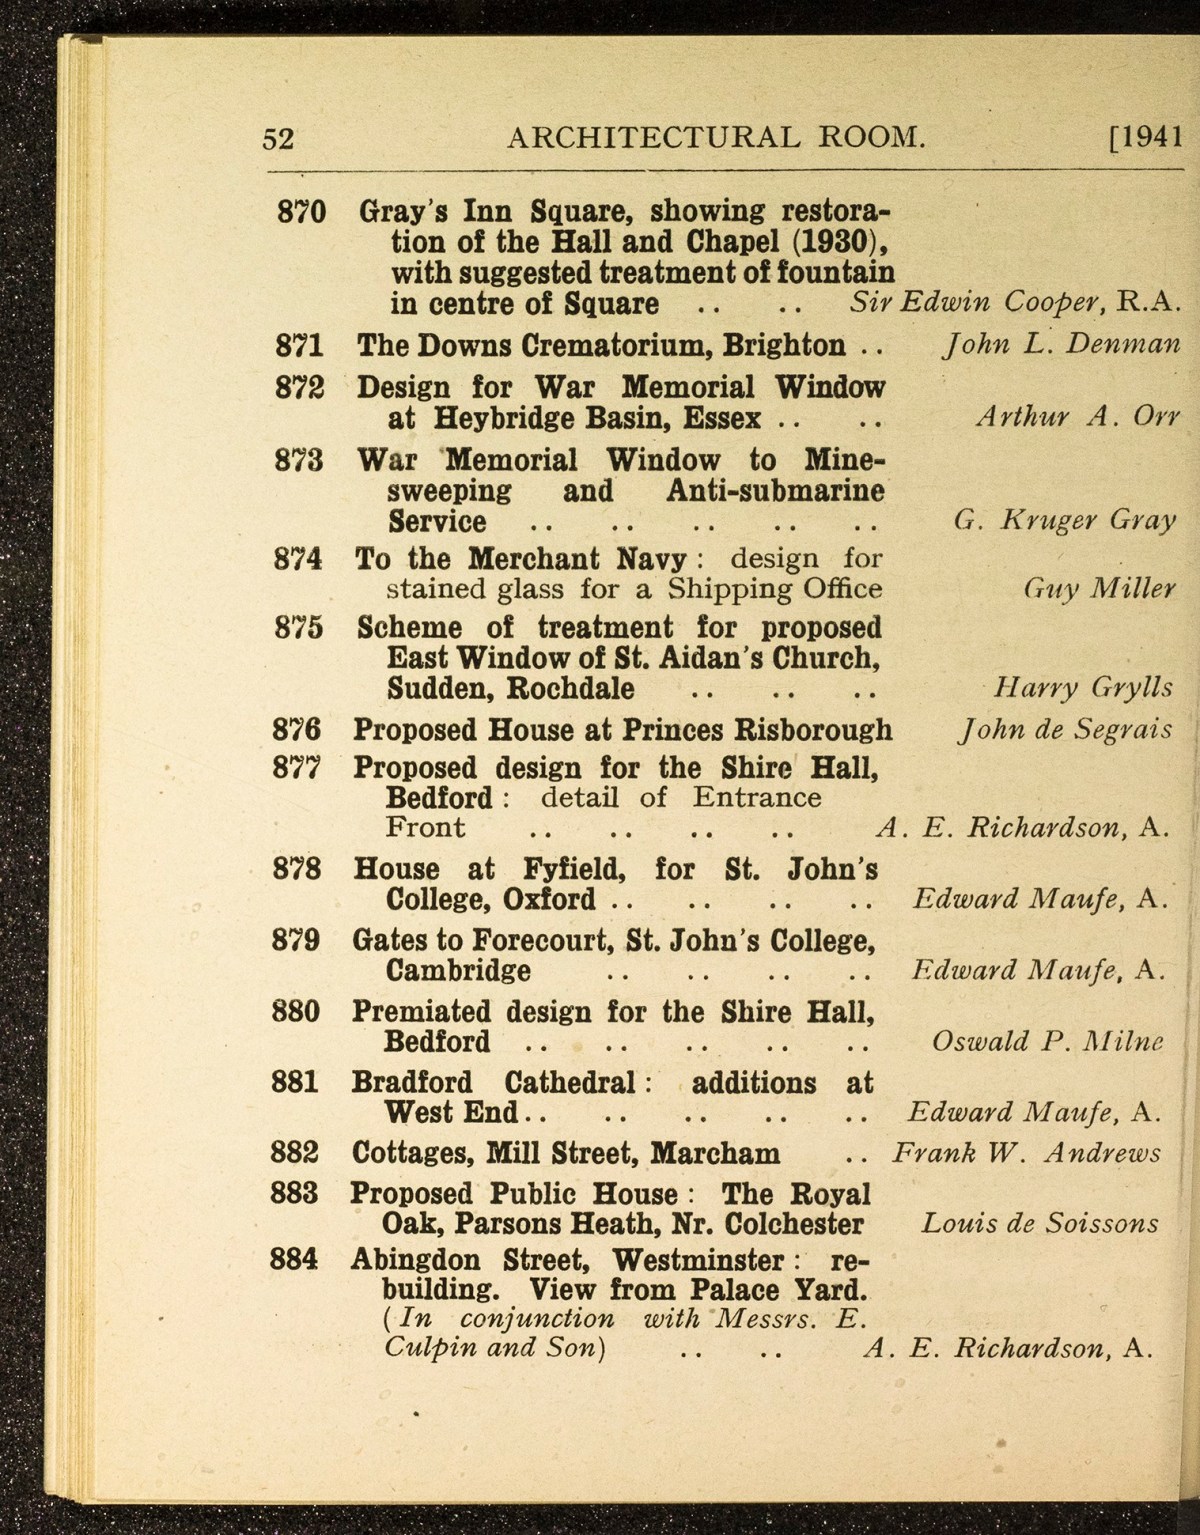 52 ARCHITECTURAL ROOM. [1941
870 Gray's Inn Square, showing restora-
tion of the Hall and Chapel (1930),
with suggested treatment of fountain
in centre of Square .. .. Sir Edwin Cooper, R.A.
871 The Downs Crematorium, Brighton .. John L. Denman
872 Design for War Memorial Window
at Heybridge Basin, Essex .. .. Arthur A. Orr
873 War Memorial Window to Mine-
sweeping and Anti-submarine
Service .. .. .. .. .. G. Kruger Gray
874 To the Merchant Navy : design for
stained glass for a Shipping Office Guy Miller
875 Scheme of treatment for proposed
East Window of St. Aidan's Church,
Sudden, Rochdale .. .. .. Harry Grylls
876 Proposed House at Princes Risborough John de Segrais
877 Proposed design for the Shire Hall,
Bedford : detail of Entrance
Front .. .. .. .. A. E. Richardson, A.
878 House at Fyfield, for St. John's
College, Oxford .. .. .. .. Edward Maufe, A.
879 Gates to Forecourt, St. John's College,
Cambridge .. .. .. .. Edward Maufe, A.
880 Premiated design for the Shire Hall,
Bedford .. .. .. .. .. Oswald P. Milne
881 Bradford Cathedral : additions at
West End .. .. .. .. .. Edward Maufe, A.
882 Cottages, Mill Street, Marcham .. Frank W. Andrews
883 Proposed Public House : The Royal
Oak, Parsons Heath, Nr. Colchester Louis de Soissons
884 Abingdon Street, Westminster : re-
building. View from Palace Yard.
(In conjunction with Messrs. E.
Culpin and Son) .. .. A. E. Richardson, A.